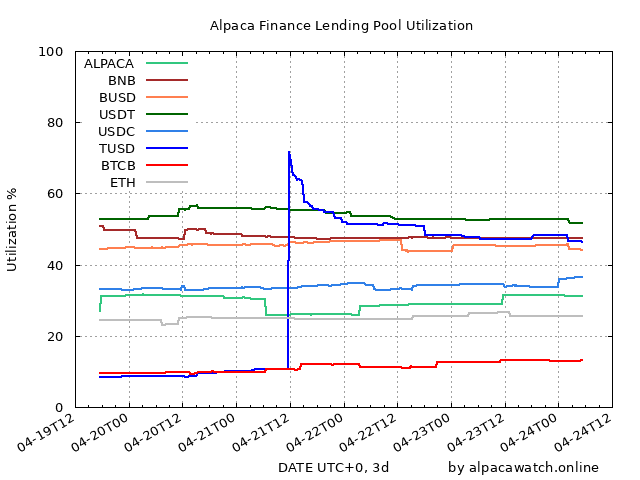 Alpaca Finance Lending Pool Utilization
100
80
60
40
20
0
Utilization %
ALPACA
BNB
BUSD
USDT
USDC
TUSD
BTCB
ETH
04-19T12
04-20T00
04-20T12
04-21T00
04-21T12
04-22T00
04-22T12
04-23T00
04-23T12
04-24T00
04-24T12
DATE UTC+0, 3d
by alpacawatch.online